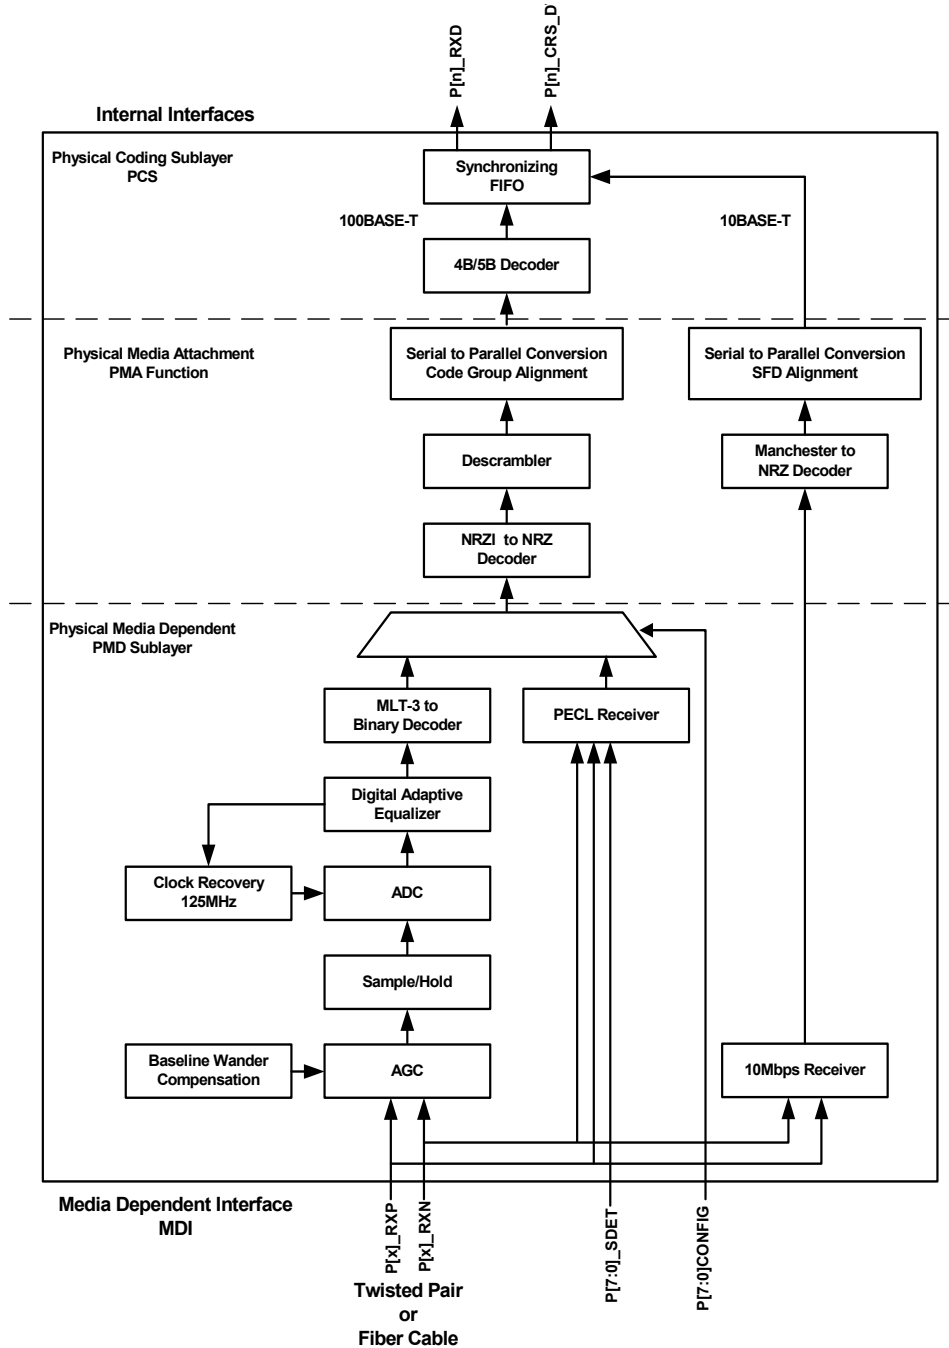 P[n]_RXD
P[n]_CRS_D
Internal Interfaces
Physical Coding Sublayer
PCS
Synchronizing
FIFO
100BASE-T
10BASE-T
4B/5B Decoder
Physical Media Attachment
PMA Function
Serial to Parallel Conversion
Code Group Alignment
Serial to Parallel Conversion
SFD Alignment
Descrambler
Manchester to
NRZ Decoder
NRZI to NRZ
Decoder
Physical Media Dependent
PMD Sublayer
MLT-3 to
Binary Decoder
PECL Receiver
Digital Adaptive
Equalizer
Clock Recovery
125MHz
ADC
Sample/Hold
Baseline Wander
Compensation
AGC
10Mbps Receiver
Media Dependent Interface
MDI
P[x]_RXP
P[x]_RXN
P[7:0]_SDET
P[7:0]CONFIG
Twisted Pair
or
Fiber Cable